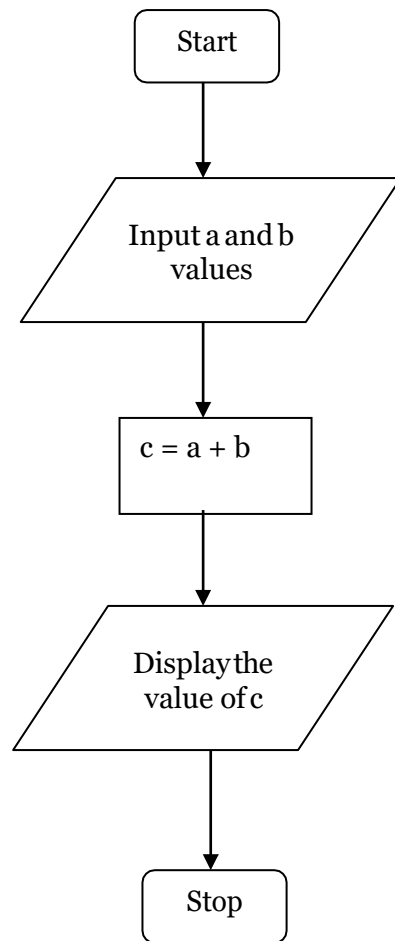 Start
Input a and b
values
c = a + b
Display the
value of c
Stop